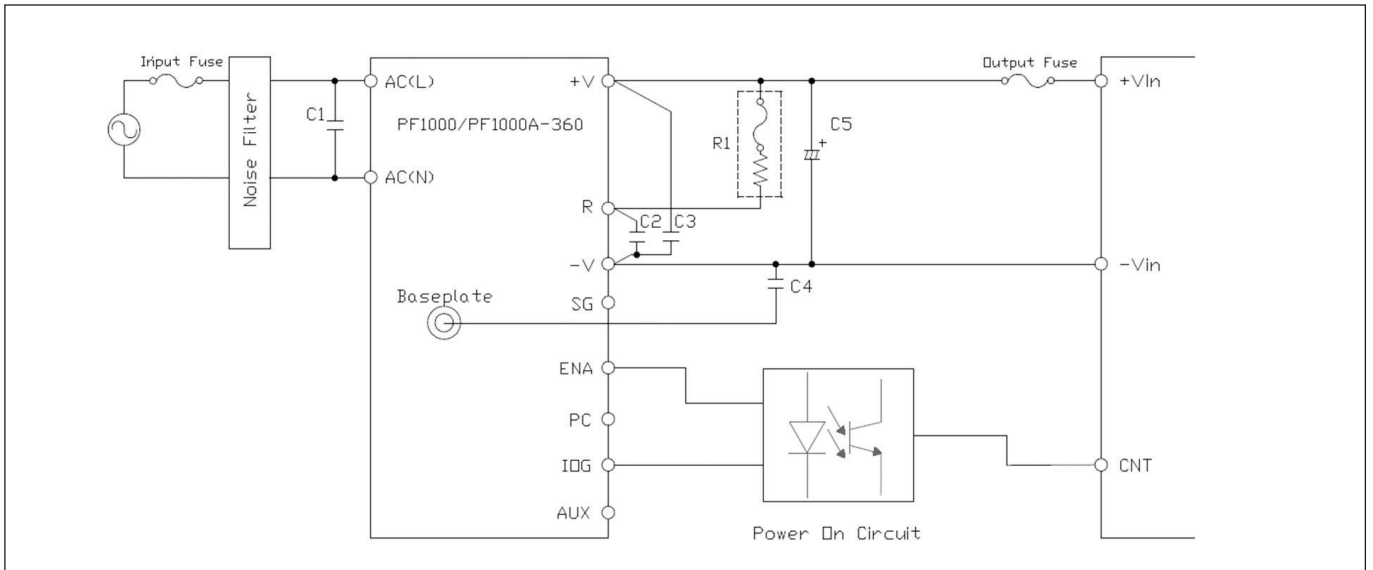 Input Fuse
Noise Filter
C1
AC(L)
AC(N)
PF1000/PF1000A-360
+V
R
-V
SG
ENA
PC
IOG
AUX
Baseplate
C2
C3
C4
R1
C5
+
Output Fuse
+VIn
-Vin
CNT
Power On Circuit